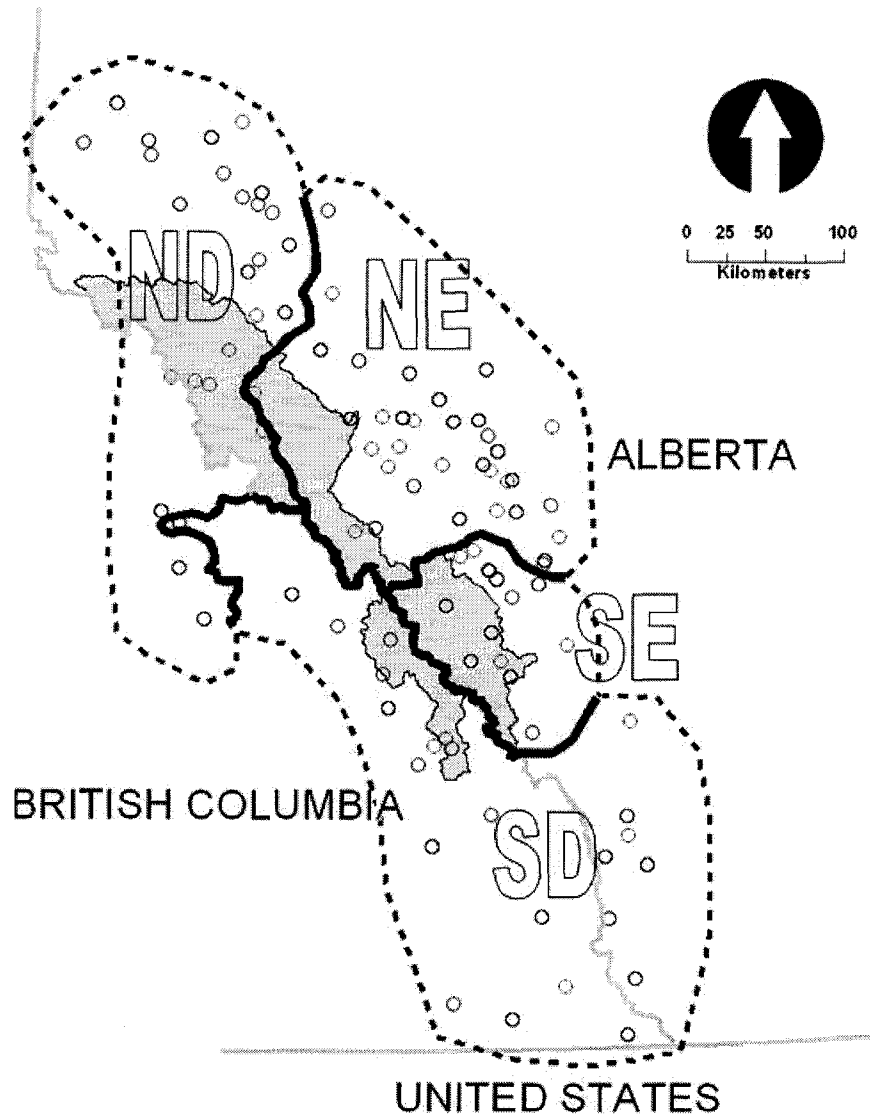 0 25 50 100
Kilometers
ND
NE
ALBERTA
SE
BRITISH COLUMBIA
SD
UNITED STATES